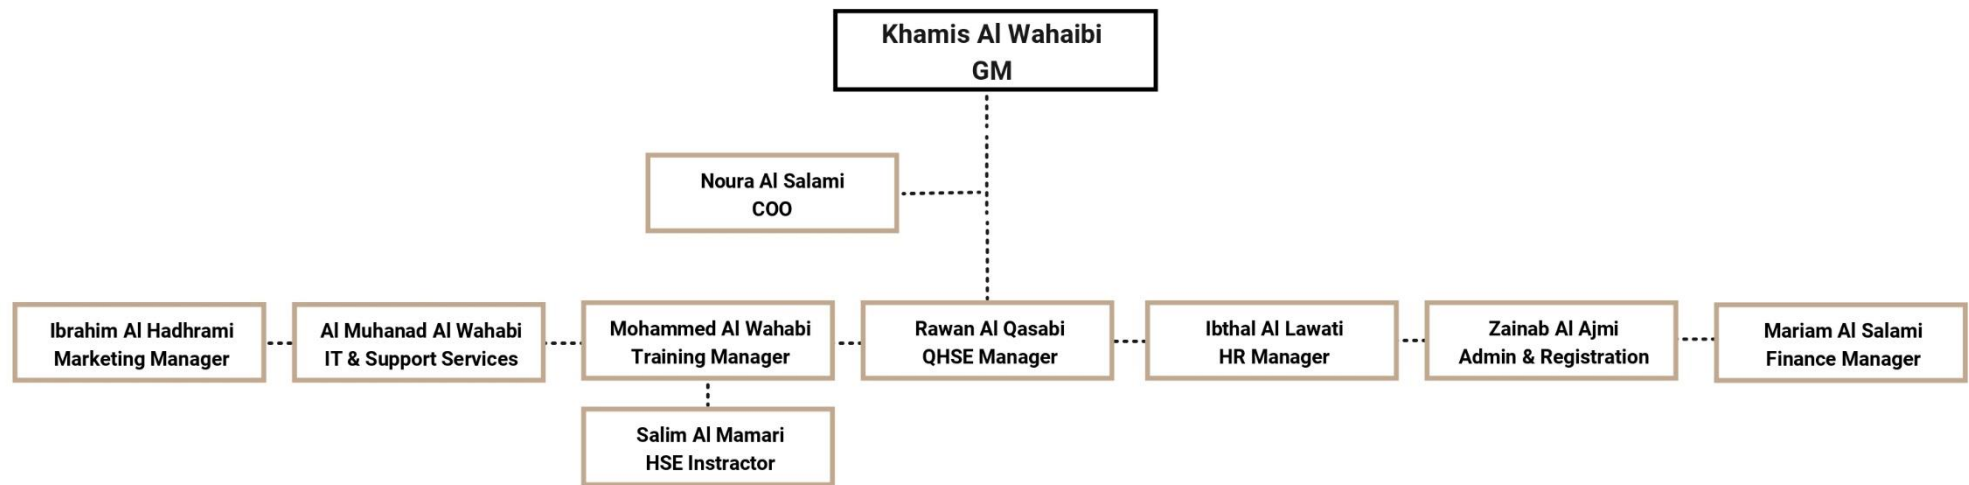 Khamis Al Wahaibi
GM
Noura Al Salami
COO
Ibrahim Al Hadhrami
Marketing Manager
Al Muhanad Al Wahabi
IT & Support Services
Mohammed Al Wahabi
Training Manager
Rawan Al Qasabi
QHSE Manager
Ibthal Al Lawati
HR Manager
Zainab Al Ajmi
Admin & Registration
Mariam Al Salami
Finance Manager
Salim Al Mamari
HSE Instractor